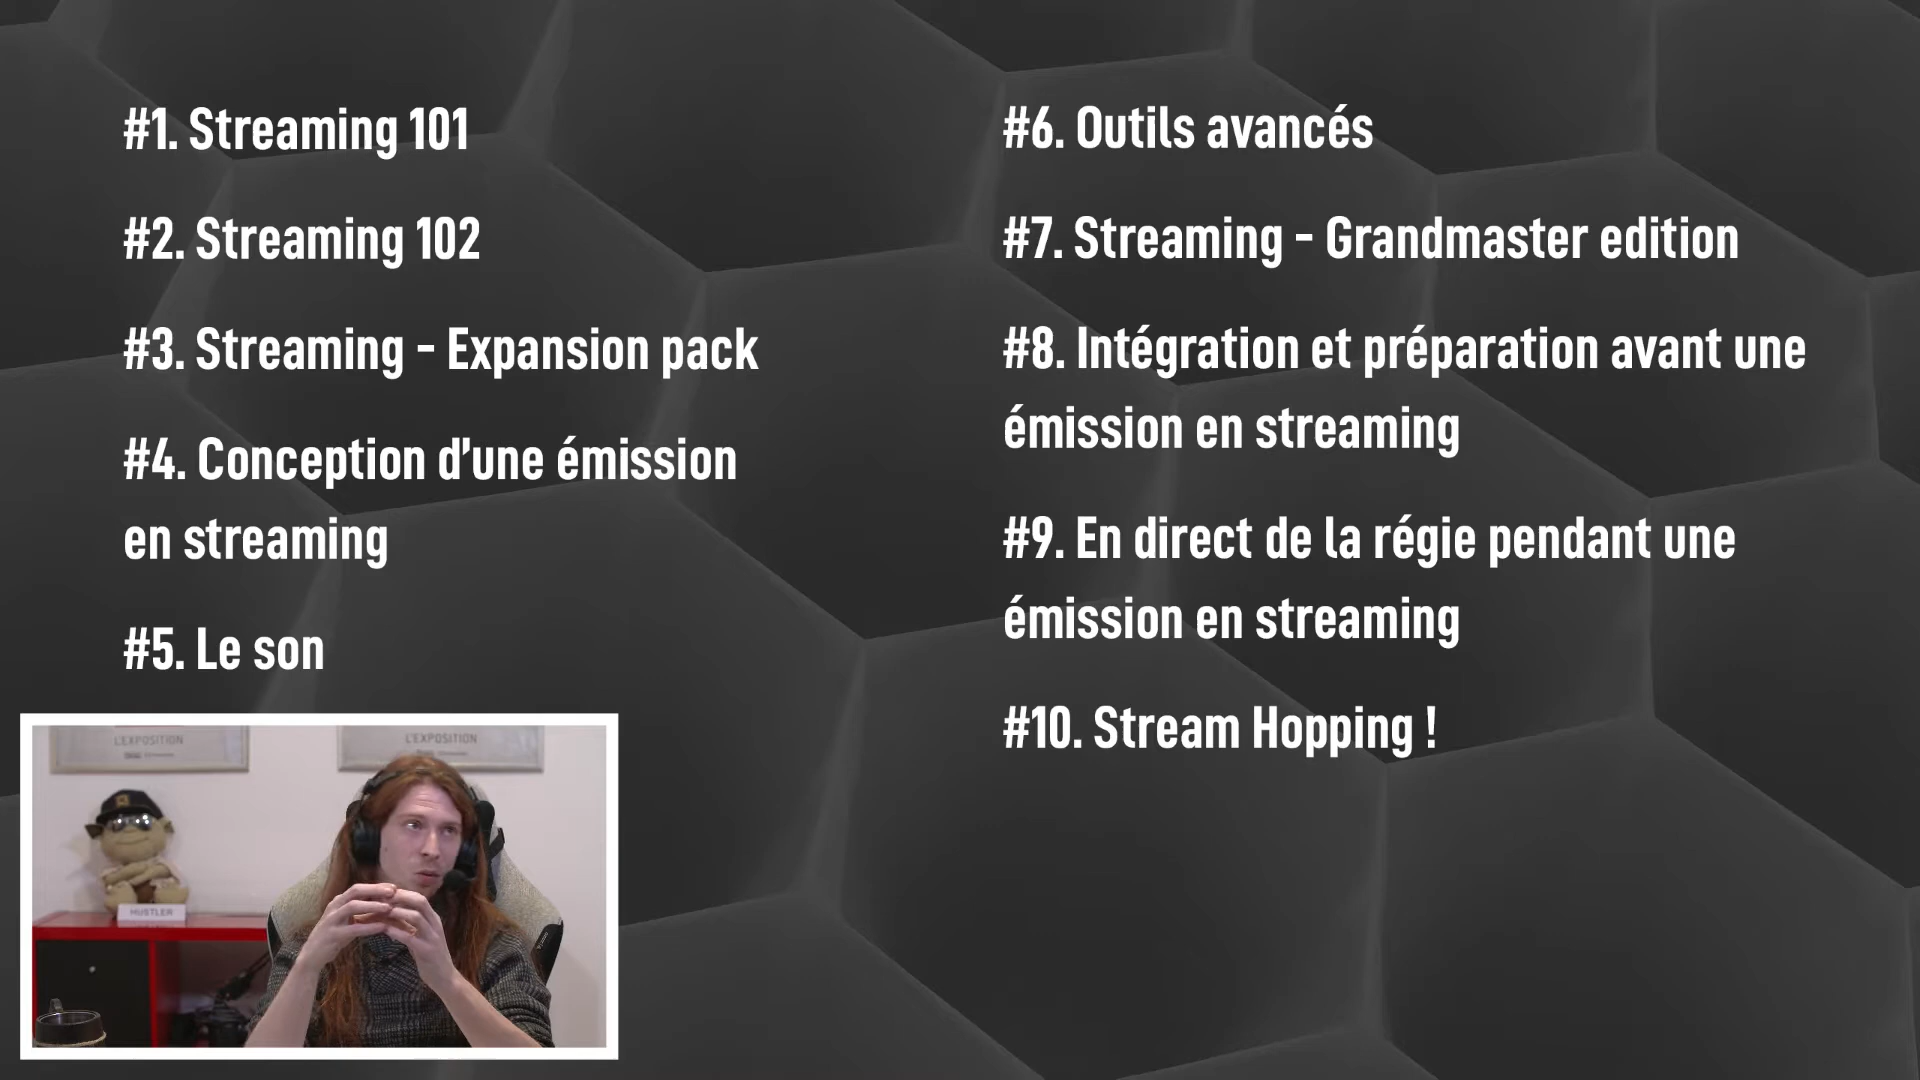 #1. Streaming 101
#2. Streaming 102
#3. Streaming - Expansion pack
#4. Conception d'une émission
en streaming
#5. Le son
#6. Outils avancés
#7. Streaming - Grandmaster edition
#8. Intégration et préparation avant une
émission en streaming
#9. En direct de la régie pendant une
émission en streaming
#10. Stream Hopping !
L'EXPOSITION
L'EXPOSITION
HUSTLER